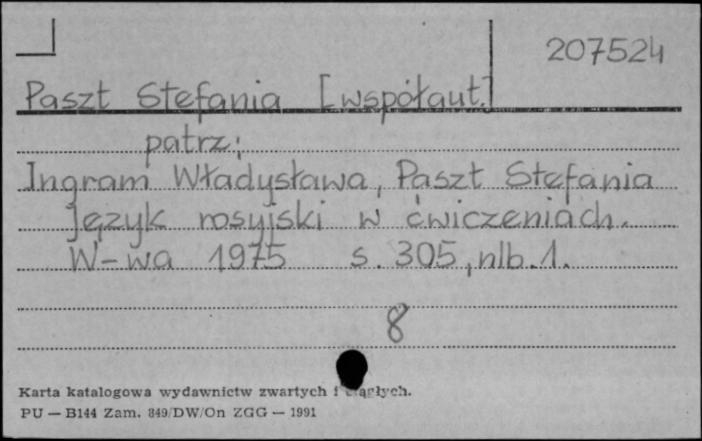 207524
Paszt Stefania [współaut.]
patrz:
Ingram Władysława, Paszt Stefania
Język rosyjski w ćwiczeniach.
W-wa 1975 s. 305, nlb. 1.
8
Karta katalogowa wydawnictw zwartych i ciągłych.
PU — B144 Zam. 849/DW/On ZGG — 1991